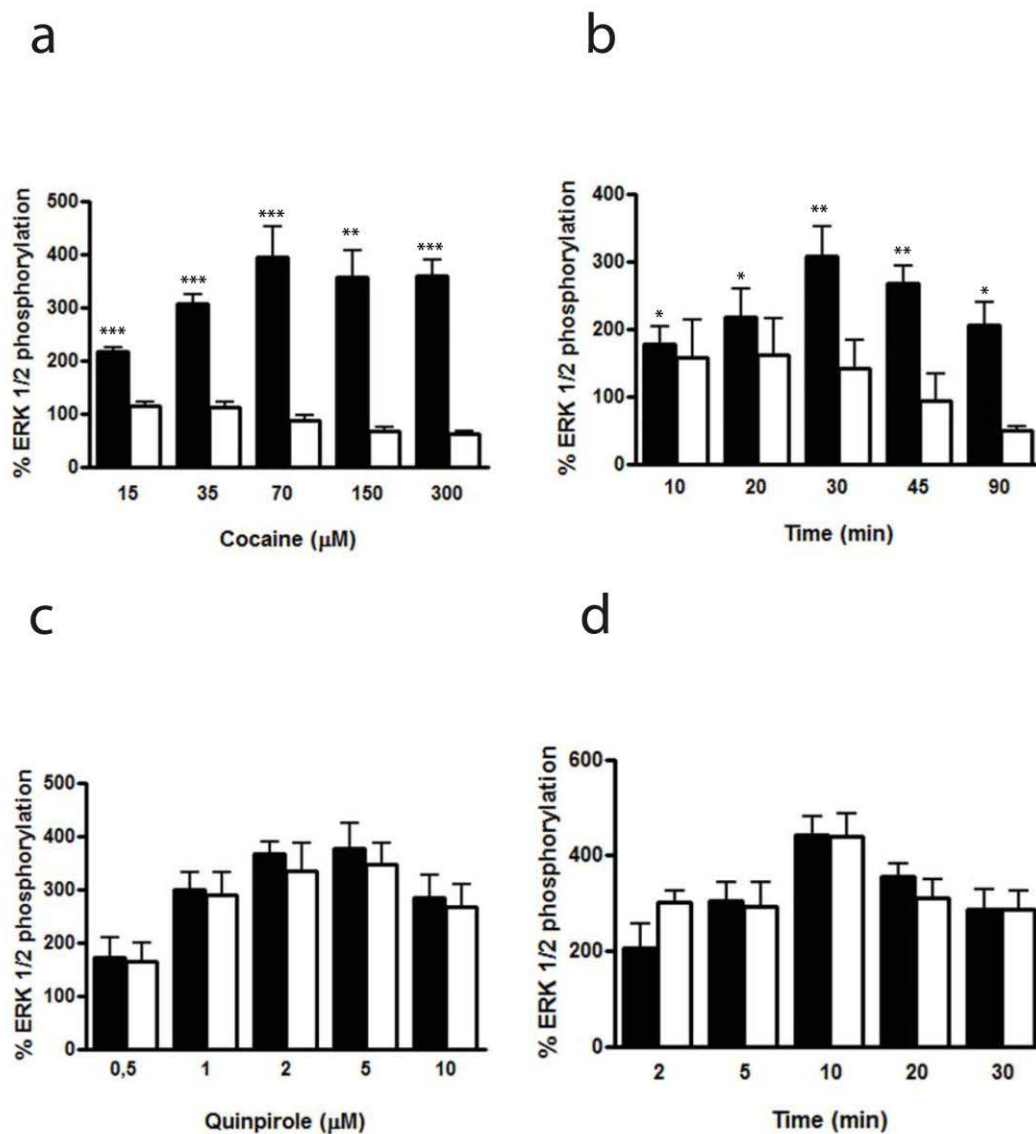 a
b
% ERK 1/2 phosphorylation
500
400
300
200
100
0
***
***
***
**
***
15 35 70 150 300
Cocaine (μM)
% ERK 1/2 phosphorylation
400
300
200
100
0
*
*
**
**
*
10 20 30 45 90
Time (min)
c
d
% ERK 1/2 phosphorylation
500
400
300
200
100
0
0,5 1 2 5 10
Quinpirole (μM)
% ERK 1/2 phosphorylation
600
400
200
0
2 5 10 20 30
Time (min)